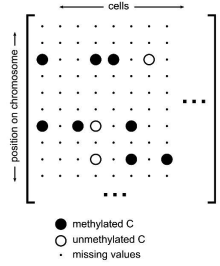 cells
position on chromosome
methylated C
unmethylated C
missing values